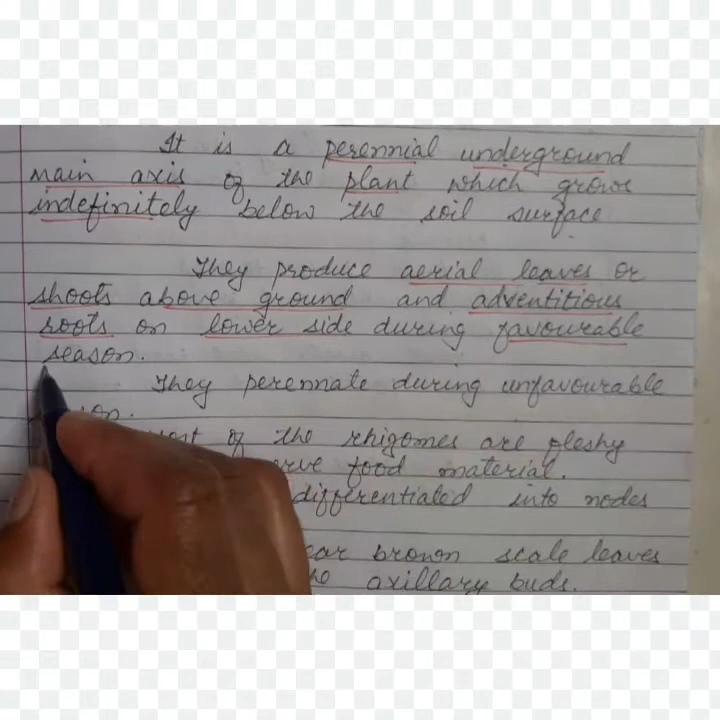 It is a perennial underground
main axis of the plant which grows
indefinitely below the soil surface
They produce aerial leaves or
shoots above ground and adventitious
roots on lower side during favourable
season.
They perennate during unfavourable
of the rhizomes are fleshy
food material.
differentiated into nodes
brown scale leaves
axillary buds.